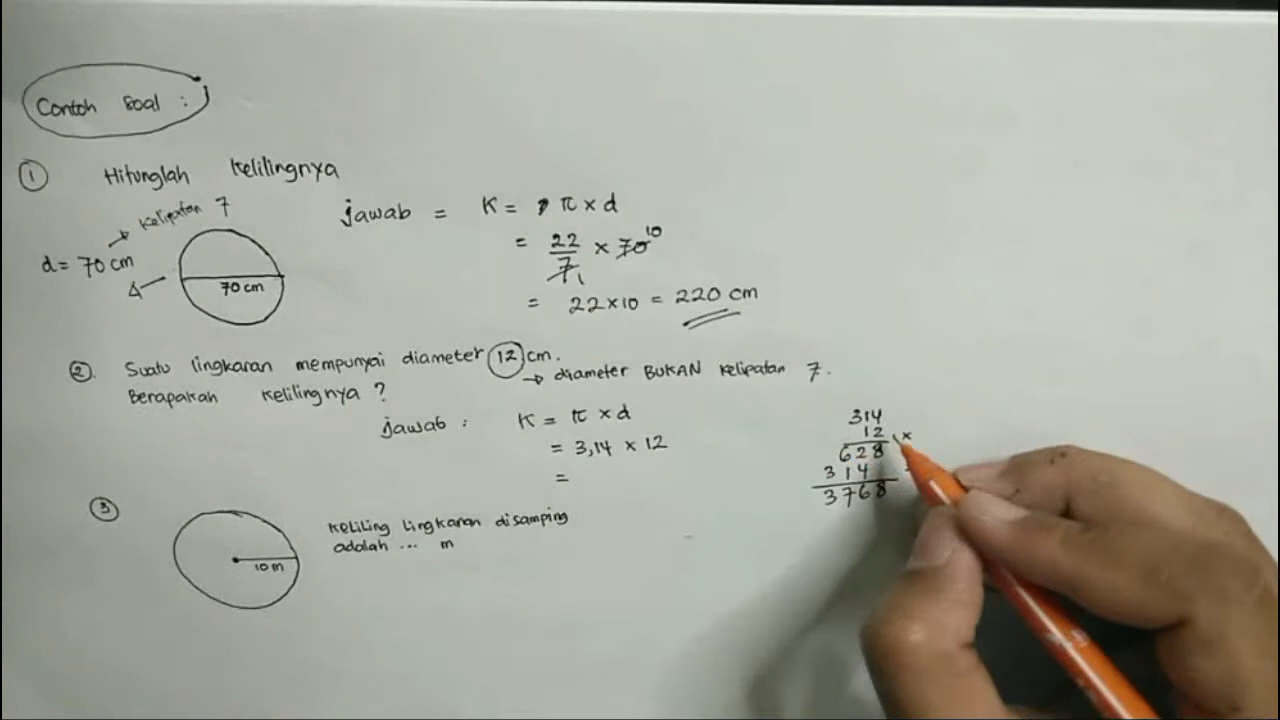 Contoh soal :
① Hitunglah Kelilingnya
Kelipatan 7
d = 70 cm
70 cm
jawab = K = π x d
= 22/7 x 70 10
1
= 22 x 10 = 220 cm
②. Suatu lingkaran mempunyai diameter 12 cm.
→ diameter BUKAN Kelipatan 7.
Berapakah Kelilingnya ?
jawab : K = π x d
= 3,14 x 12
=
314
12 x
628
314
3768
③
Keliling lingkaran disamping
adalah ... m
10 m